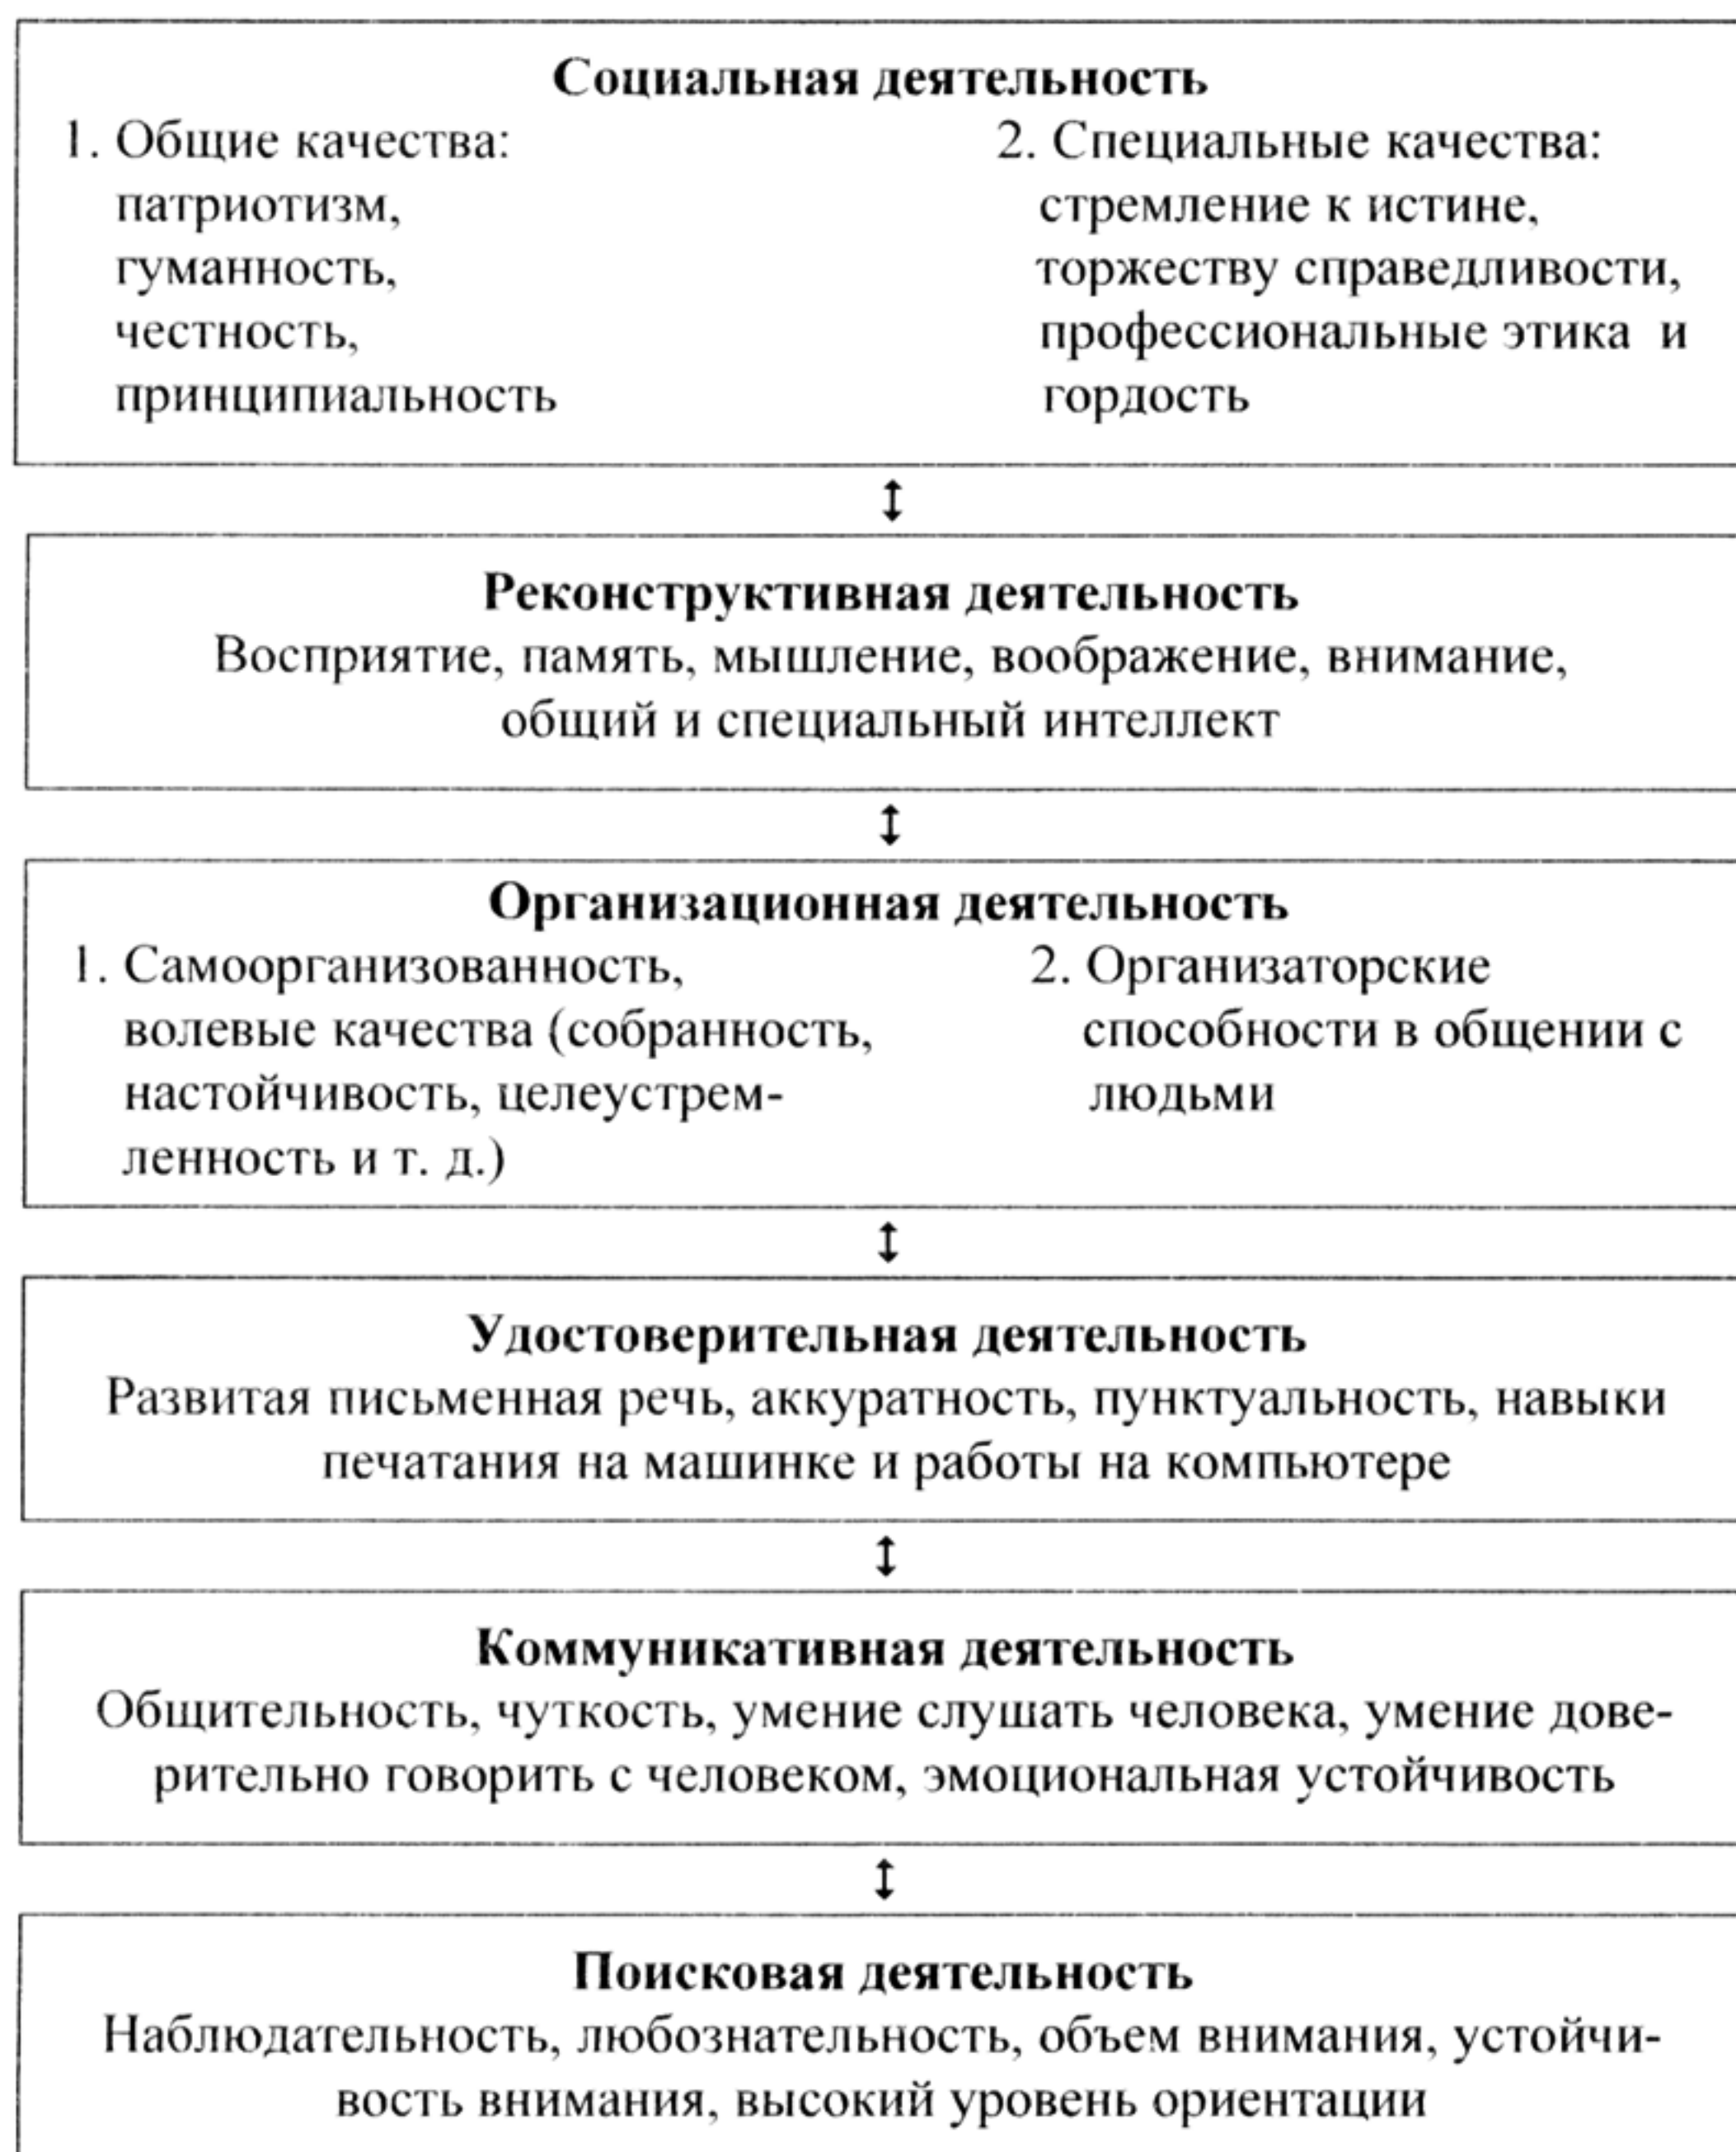 Социальная деятельность
1. Общие качества:
патриотизм,
гуманность,
честность,
принципиальность
2. Специальные качества:
стремление к истине,
торжеству справедливости,
профессиональные этика и
гордость
Реконструктивная деятельность
Восприятие, память, мышление, воображение, внимание,
общий и специальный интеллект
Организационная деятельность
1. Самоорганизованность,
волевые качества (собранность,
настойчивость, целеустрем-
ленность и т. д.)
2. Организаторские
способности в общении с
людьми
Удостоверительная деятельность
Развитая письменная речь, аккуратность, пунктуальность, навыки
печатания на машинке и работы на компьютере
Коммуникативная деятельность
Общительность, чуткость, умение слушать человека, умение дове-
рительно говорить с человеком, эмоциональная устойчивость
Поисковая деятельность
Наблюдательность, любознательность, объем внимания, устойчи-
вость внимания, высокий уровень ориентации